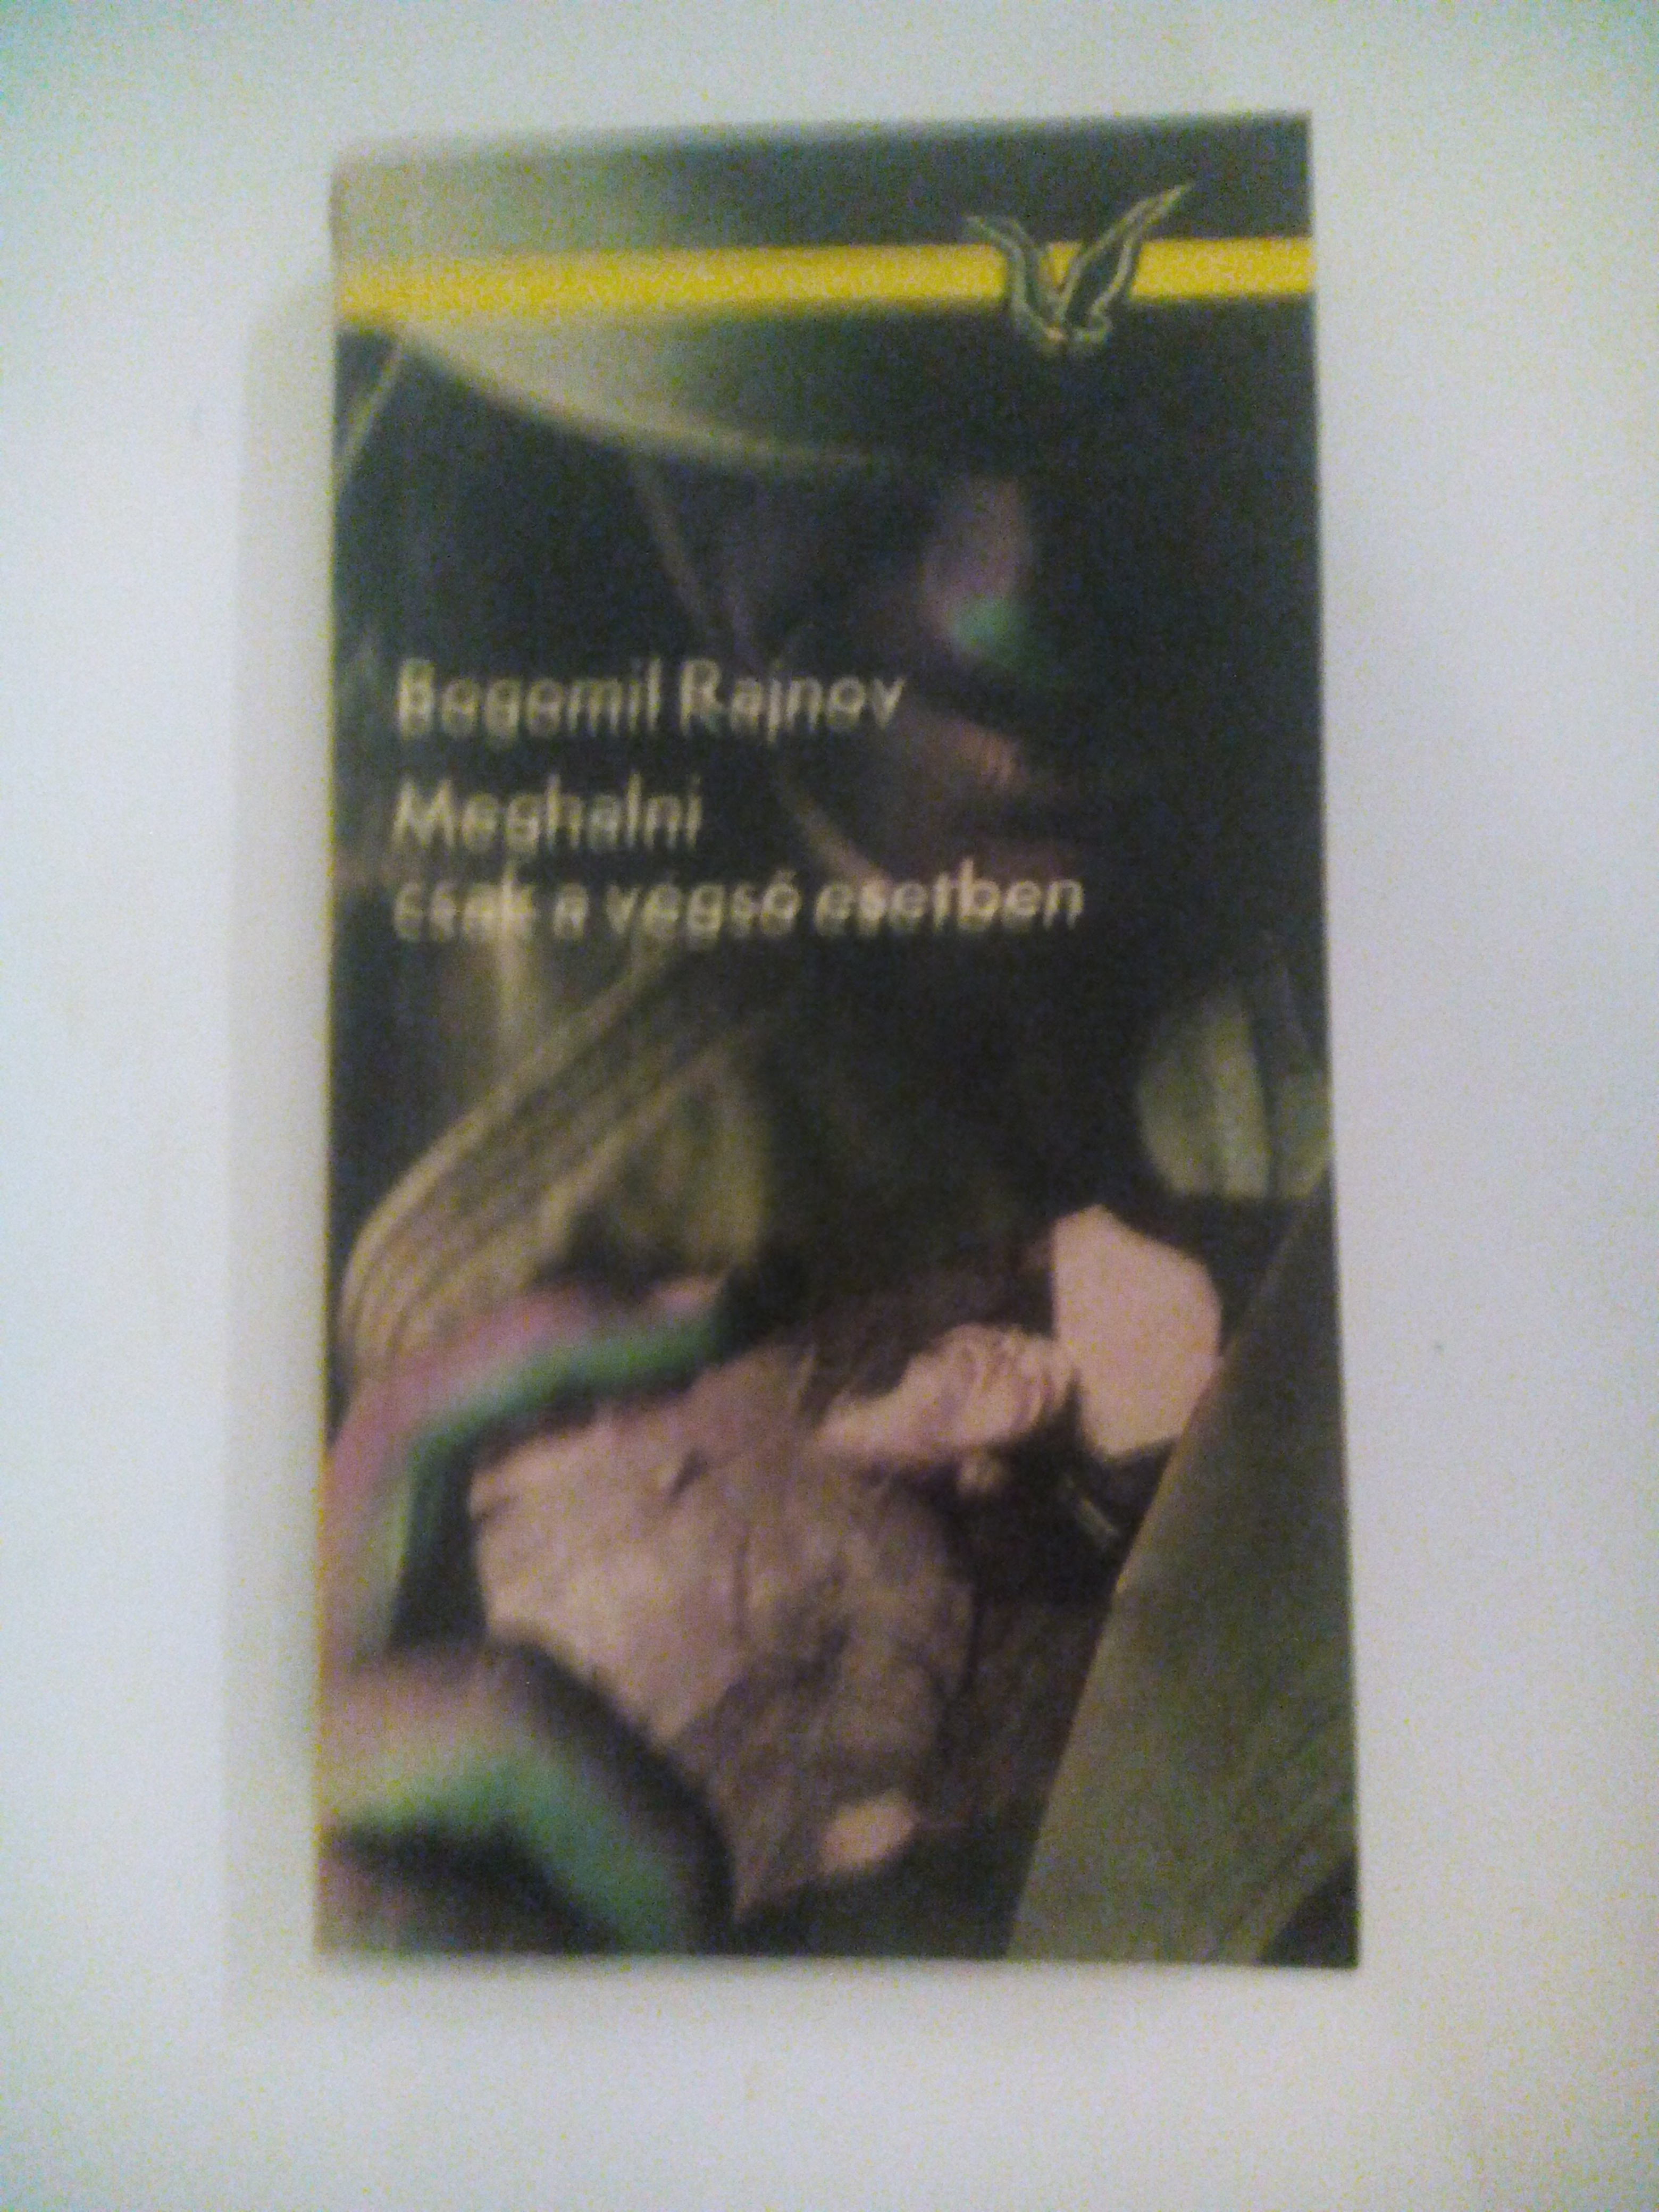 Bogomil Rajnov
Meghalni
csak a végső esetben